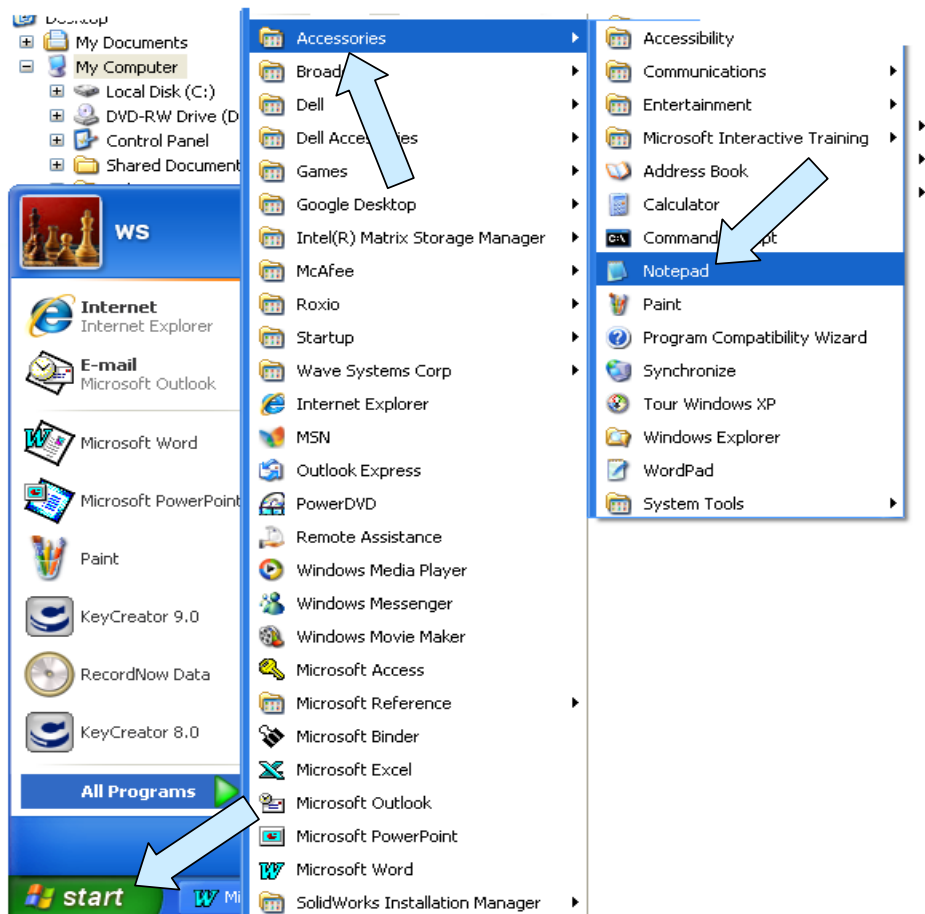 Desktop
My Documents
My Computer
Local Disk (C:)
DVD-RW Drive (D
Control Panel
Shared Document
ws
Internet
Internet Explorer
E-mail
Microsoft Outlook
Microsoft Word
Microsoft PowerPoint
Paint
KeyCreator 9.0
RecordNow Data
KeyCreator 8.0
All Programs
start
Mi
Accessories
Broad
Dell
Dell Acce ies
Games
Google Desktop
Intel(R) Matrix Storage Manager
McAfee
Roxio
Startup
Wave Systems Corp
Internet Explorer
MSN
Outlook Express
PowerDVD
Remote Assistance
Windows Media Player
Windows Messenger
Windows Movie Maker
Microsoft Access
Microsoft Reference
Microsoft Binder
Microsoft Excel
Microsoft Outlook
Microsoft PowerPoint
Microsoft Word
SolidWorks Installation Manager
Accessibility
Communications
Entertainment
Microsoft Interactive Training
Address Book
Calculator
Command pt
Notepad
Paint
Program Compatibility Wizard
Synchronize
Tour Windows XP
Windows Explorer
WordPad
System Tools